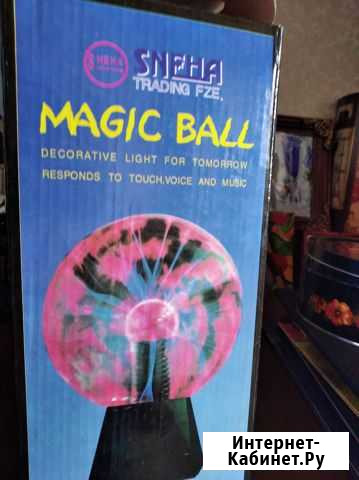 SNEHA
TRADING FZE.
MAGIC BALL
DECORATIVE LIGHT FOR TOMORROW
RESPONDS TO TOUCH,VOICE AND MUSIC
Интернет-
Кабинет.Ру